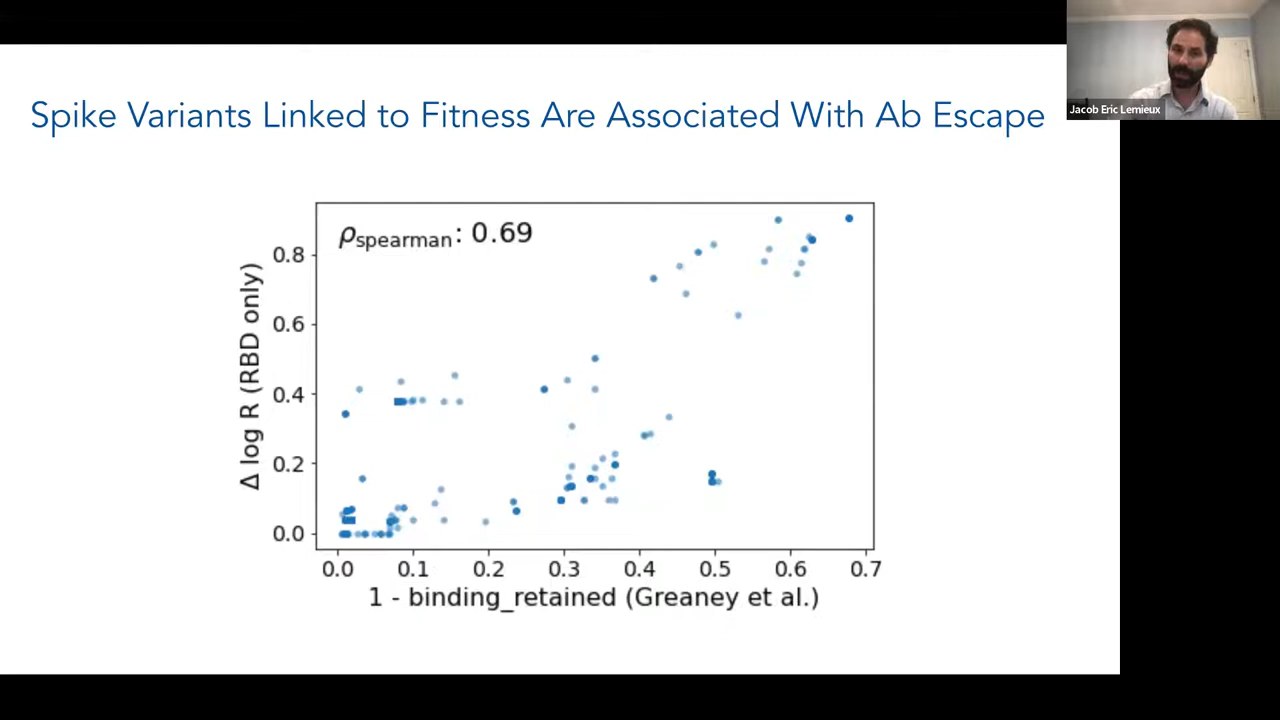 Jacob Eric Lemieux
Spike Variants Linked to Fitness Are Associated With Ab Escape
ρspearman: 0.69
Δ log R (RBD only)
0.8
0.6
0.4
0.2
0.0
0.0 0.1 0.2 0.3 0.4 0.5 0.6 0.7
1 - binding_retained (Greaney et al.)